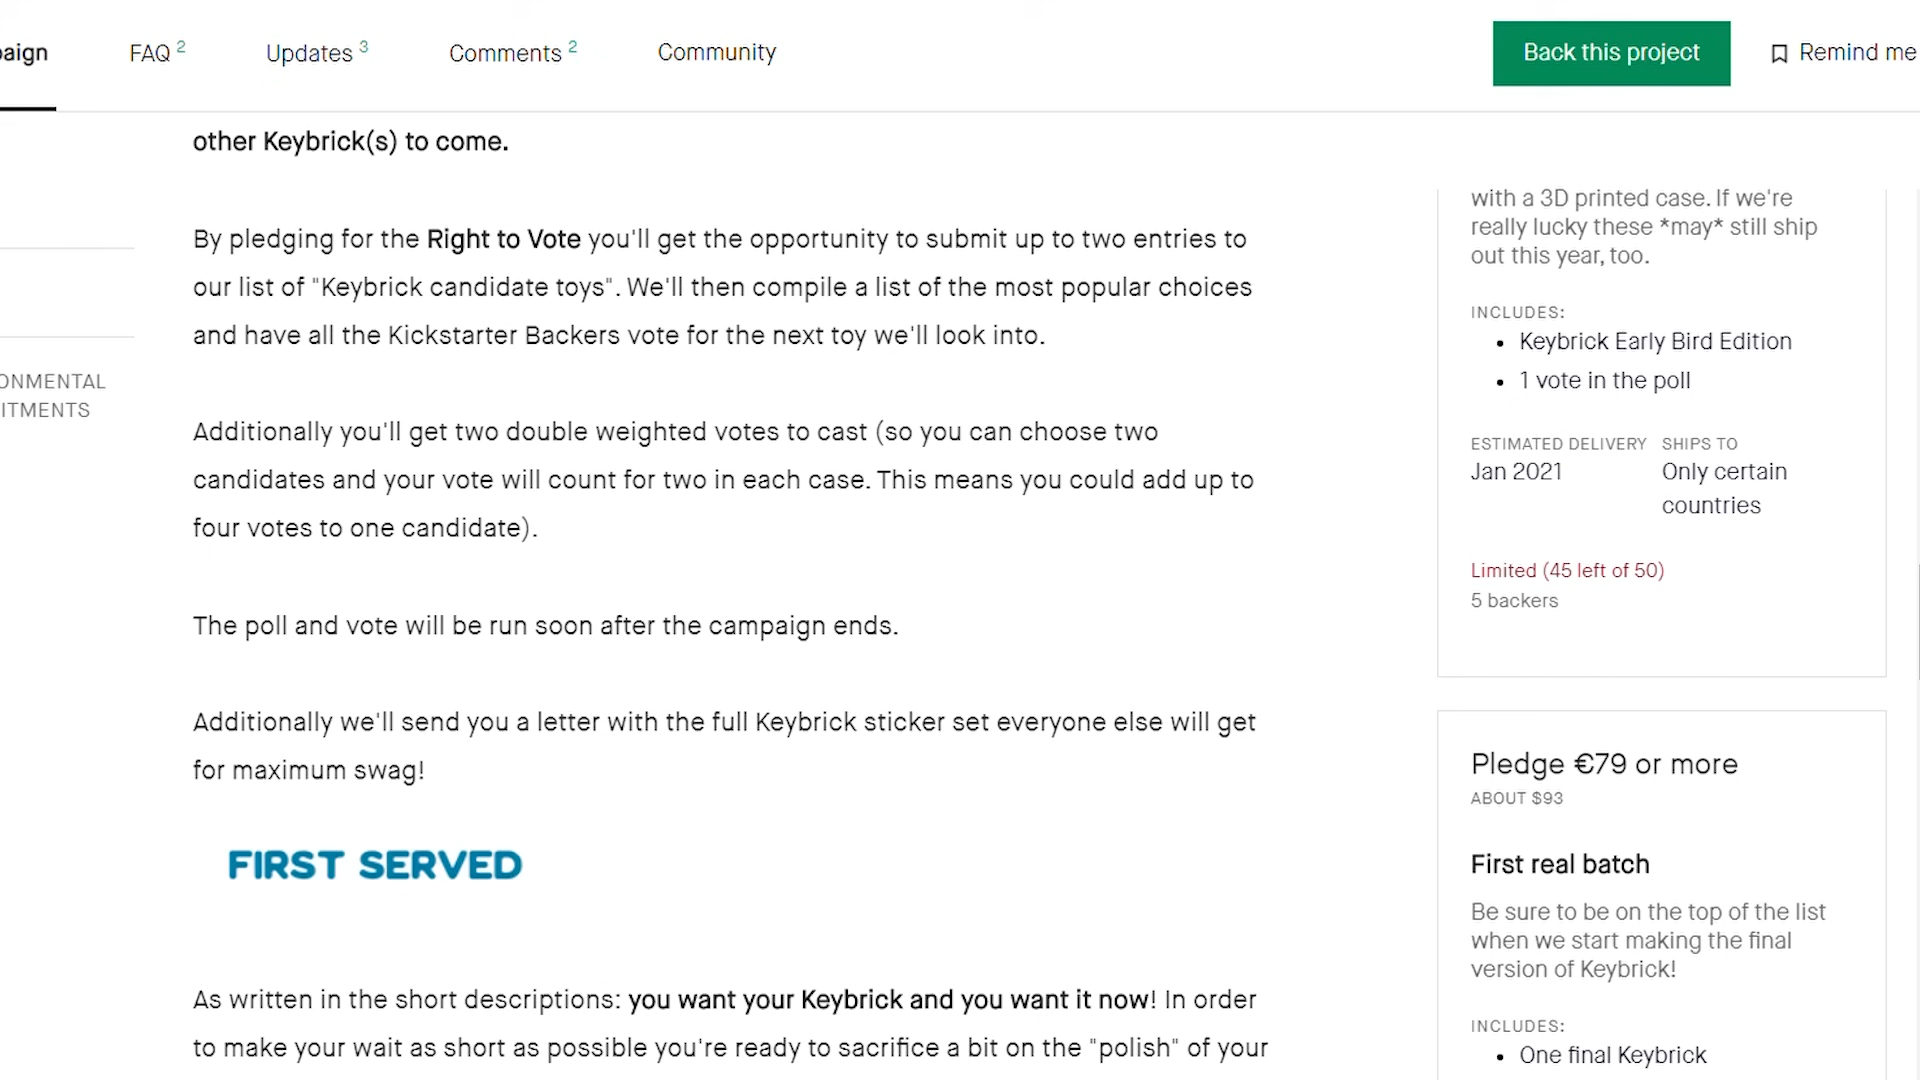 paign
FAQ 2
Updates 3
Comments 2
Community
Back this project
Remind me
other Keybrick(s) to come.
By pledging for the Right to Vote you'll get the opportunity to submit up to two entries to
our list of "Keybrick candidate toys". We'll then compile a list of the most popular choices
and have all the Kickstarter Backers vote for the next toy we'll look into.
ONMENTAL
ITMENTS
Additionally you'll get two double weighted votes to cast (so you can choose two
candidates and your vote will count for two in each case. This means you could add up to
four votes to one candidate).
The poll and vote will be run soon after the campaign ends.
Additionally we'll send you a letter with the full Keybrick sticker set everyone else will get
for maximum swag!
FIRST SERVED
As written in the short descriptions: you want your Keybrick and you want it now! In order
to make your wait as short as possible you're ready to sacrifice a bit on the "polish" of your
with a 3D printed case. If we're
really lucky these *may* still ship
out this year, too.
INCLUDES:
• Keybrick Early Bird Edition
• 1 vote in the poll
ESTIMATED DELIVERY SHIPS TO
Jan 2021 Only certain
countries
Limited (45 left of 50)
5 backers
Pledge €79 or more
ABOUT $93
First real batch
Be sure to be on the top of the list
when we start making the final
version of Keybrick!
INCLUDES:
• One final Keybrick